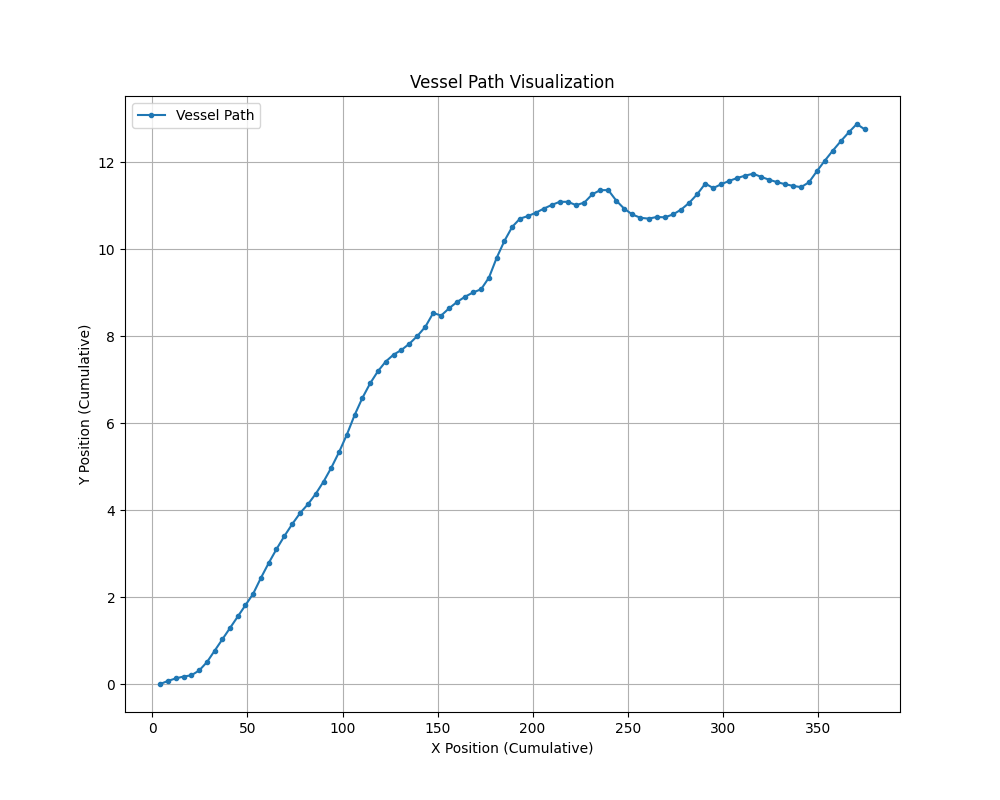 Vessel Path Visualization
Vessel Path
12
10
8
6
4
2
0
Y Position (Cumulative)
0 50 100 150 200 250 300 350
X Position (Cumulative)